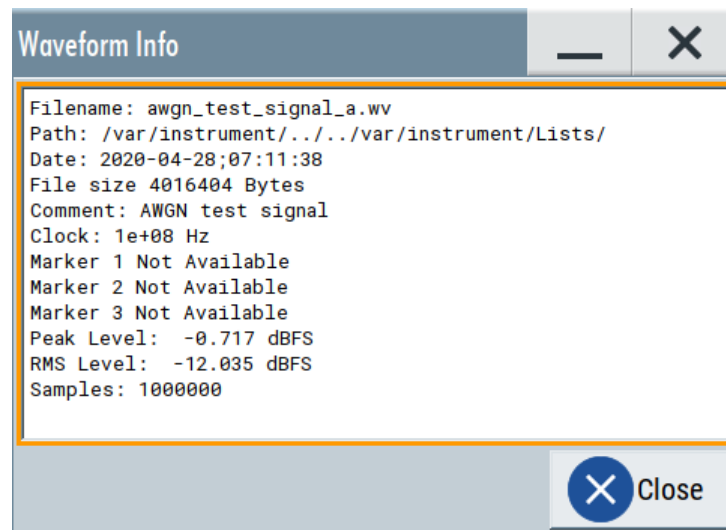 Waveform Info
Filename: awgn_test_signal_a.wv
Path: /var/instrument/../../var/instrument/Lists/
Date: 2020-04-28;07:11:38
File size 4016404 Bytes
Comment: AWGN test signal
Clock: 1e+08 Hz
Marker 1 Not Available
Marker 2 Not Available
Marker 3 Not Available
Peak Level:  -0.717 dBFS
RMS Level:  -12.035 dBFS
Samples: 1000000
Close